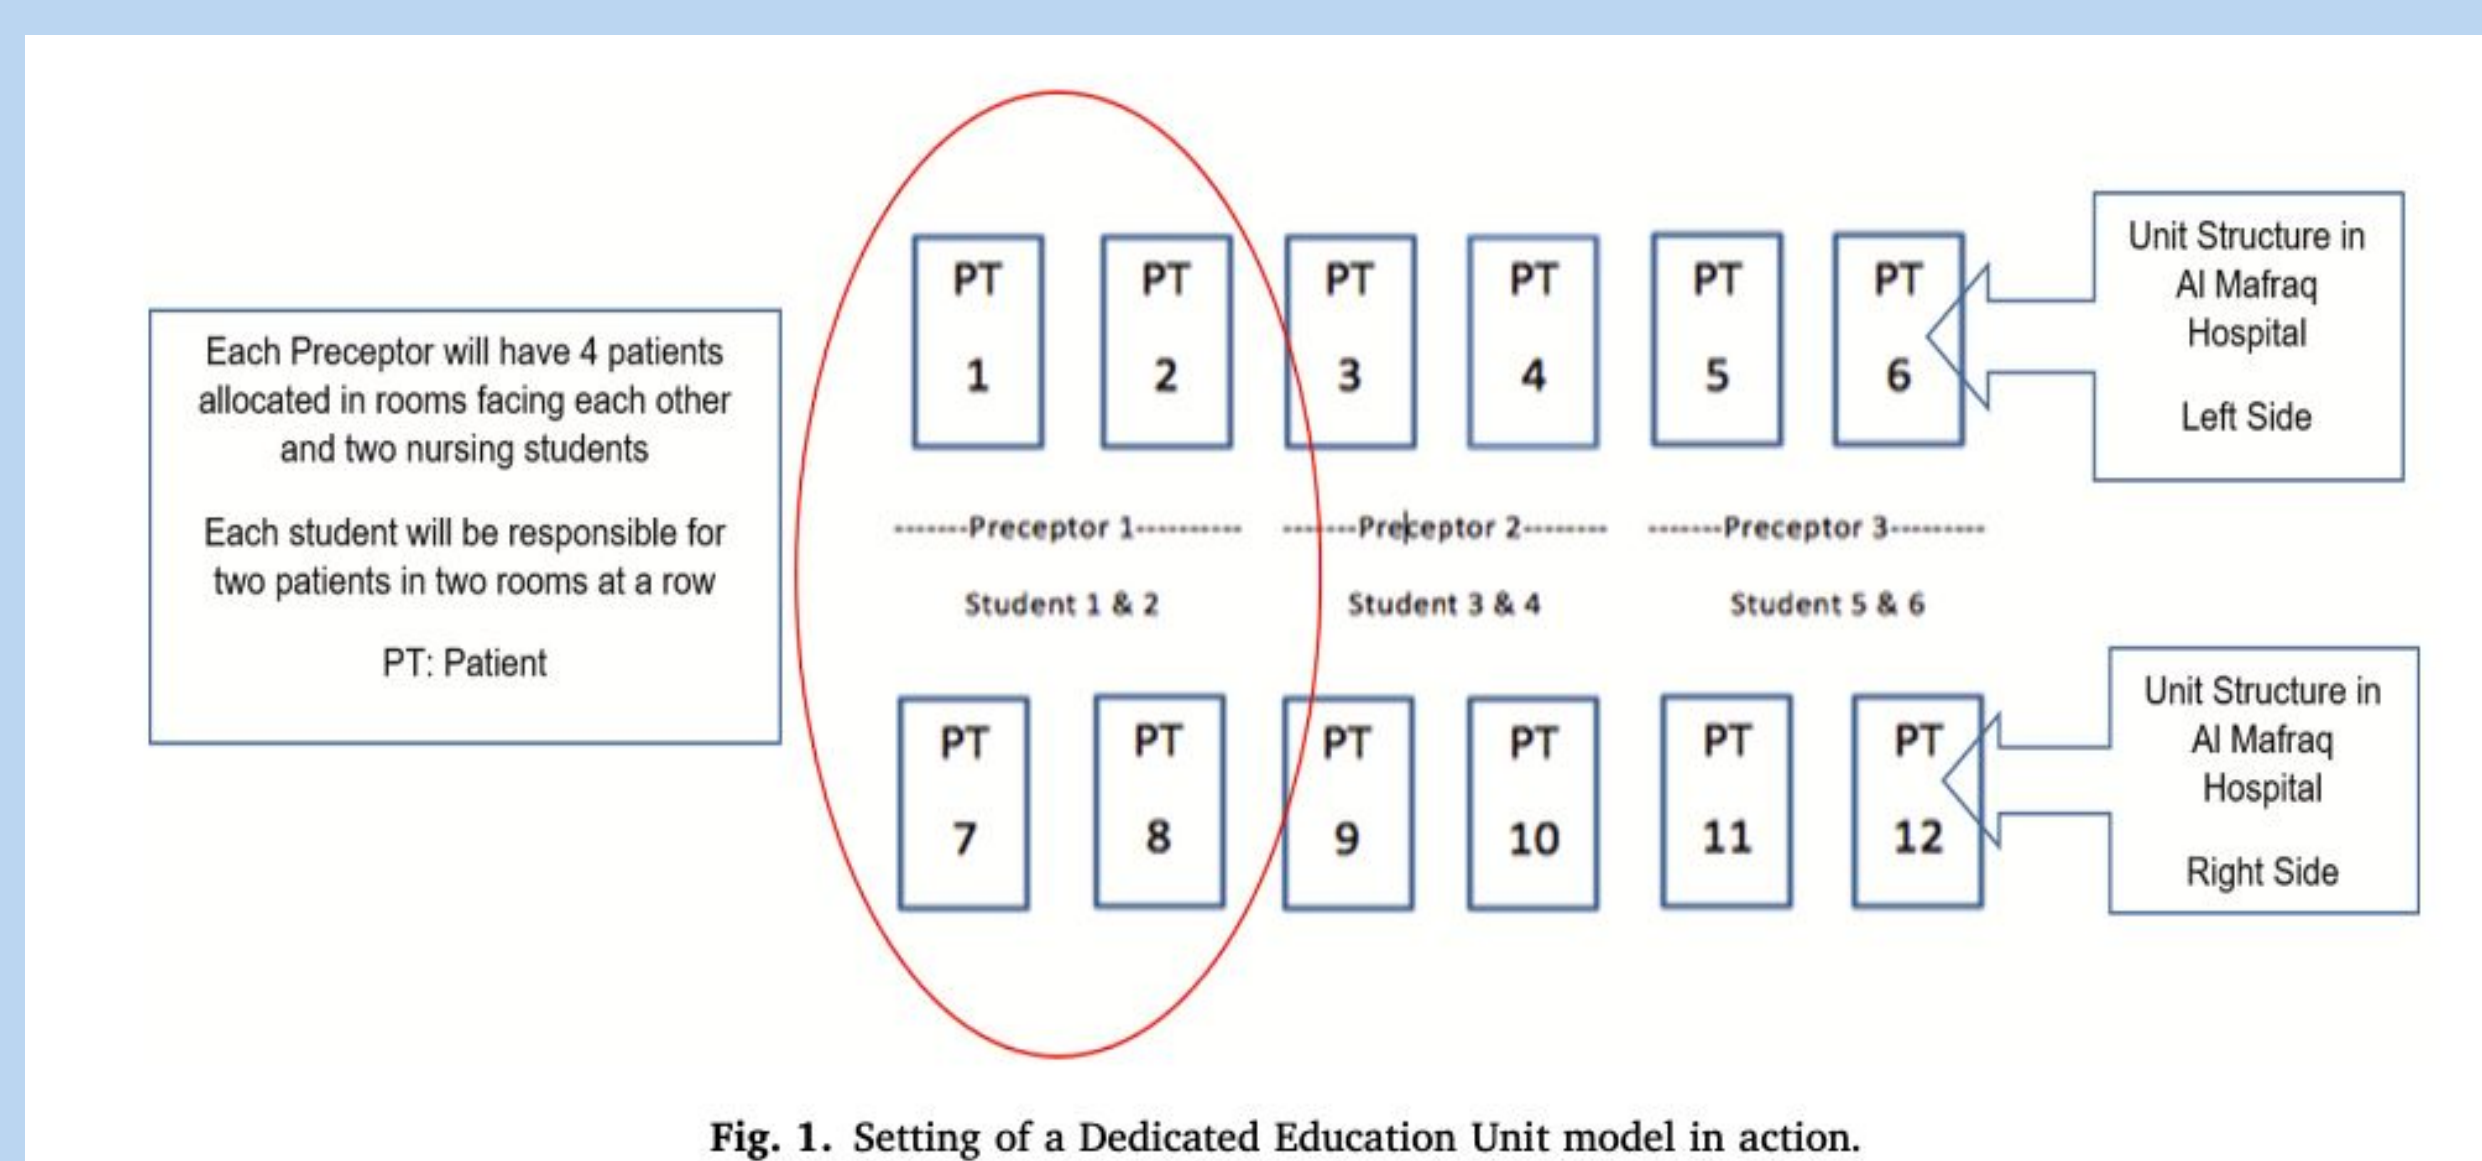 Each Preceptor will have 4 patients
allocated in rooms facing each other
and two nursing students
Each student will be responsible for
two patients in two rooms at a row
PT: Patient
PT
1
PT
2
PT
3
PT
4
PT
5
PT
6
Unit Structure in
Al Mafraq
Hospital
Left Side
-------Preceptor 1----------
-------Preceptor 2--------
-------Preceptor 3---------
Student 1 & 2
Student 3 & 4
Student 5 & 6
PT
7
PT
8
PT
9
PT
10
PT
11
PT
12
Unit Structure in
Al Mafraq
Hospital
Right Side
Fig. 1. Setting of a Dedicated Education Unit model in action.